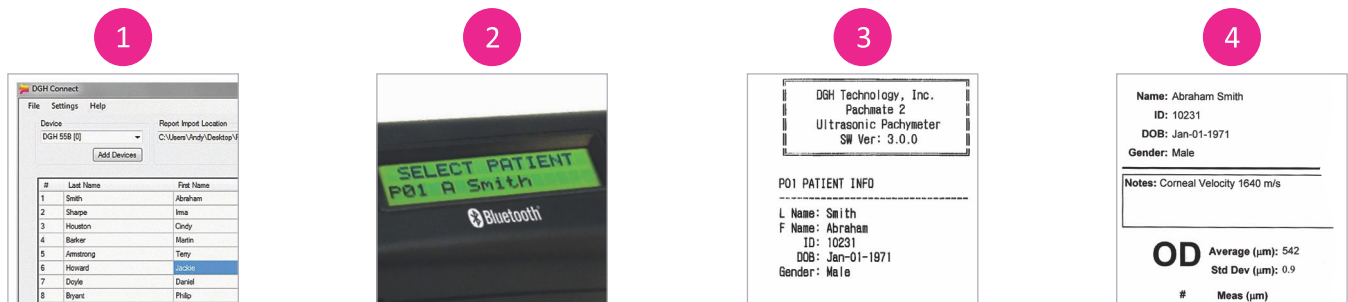 1
DGH Connect
File Settings Help
Device Report Import Location
DGH 55B [0] C:\Users\Andy\Desktop\
Add Devices
# Last Name First Name
1 Smith Abraham
2 Sharpe Irma
3 Houston Cindy
4 Barker Martin
5 Armstrong Terry
6 Howard Jackie
7 Doyle Daniel
8 Bryant Philip
2
SELECT PATIENT
P01 A Smith
Bluetooth
3
DGH Technology, Inc.
Pachmate 2
Ultrasonic Pachymeter
SW Ver: 3.0.0
P01 PATIENT INFO
L Name: Smith
F Name: Abraham
ID: 10231
DOB: Jan-01-1971
Gender: Male
4
Name: Abraham Smith
ID: 10231
DOB: Jan-01-1971
Gender: Male
Notes: Corneal Velocity 1640 m/s
OD Average (µm): 542
Std Dev (µm): 0.9
# Meas (µm)